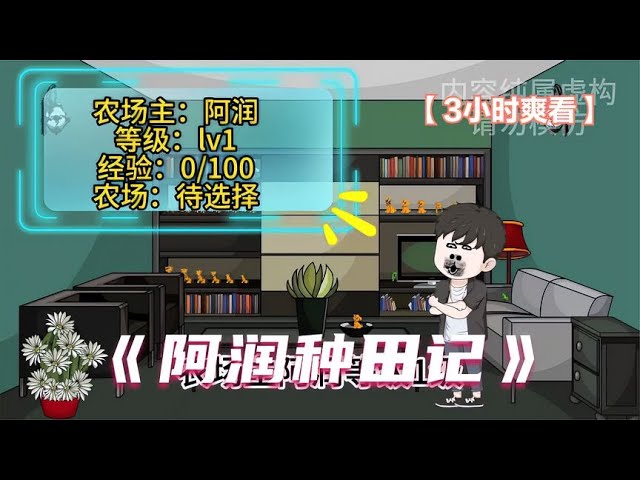 内容纯属虚构
请勿模仿
【3小时爽看】
农场主：阿润
等级：lv1
经验：0/100
农场：待选择
《阿润种田记》